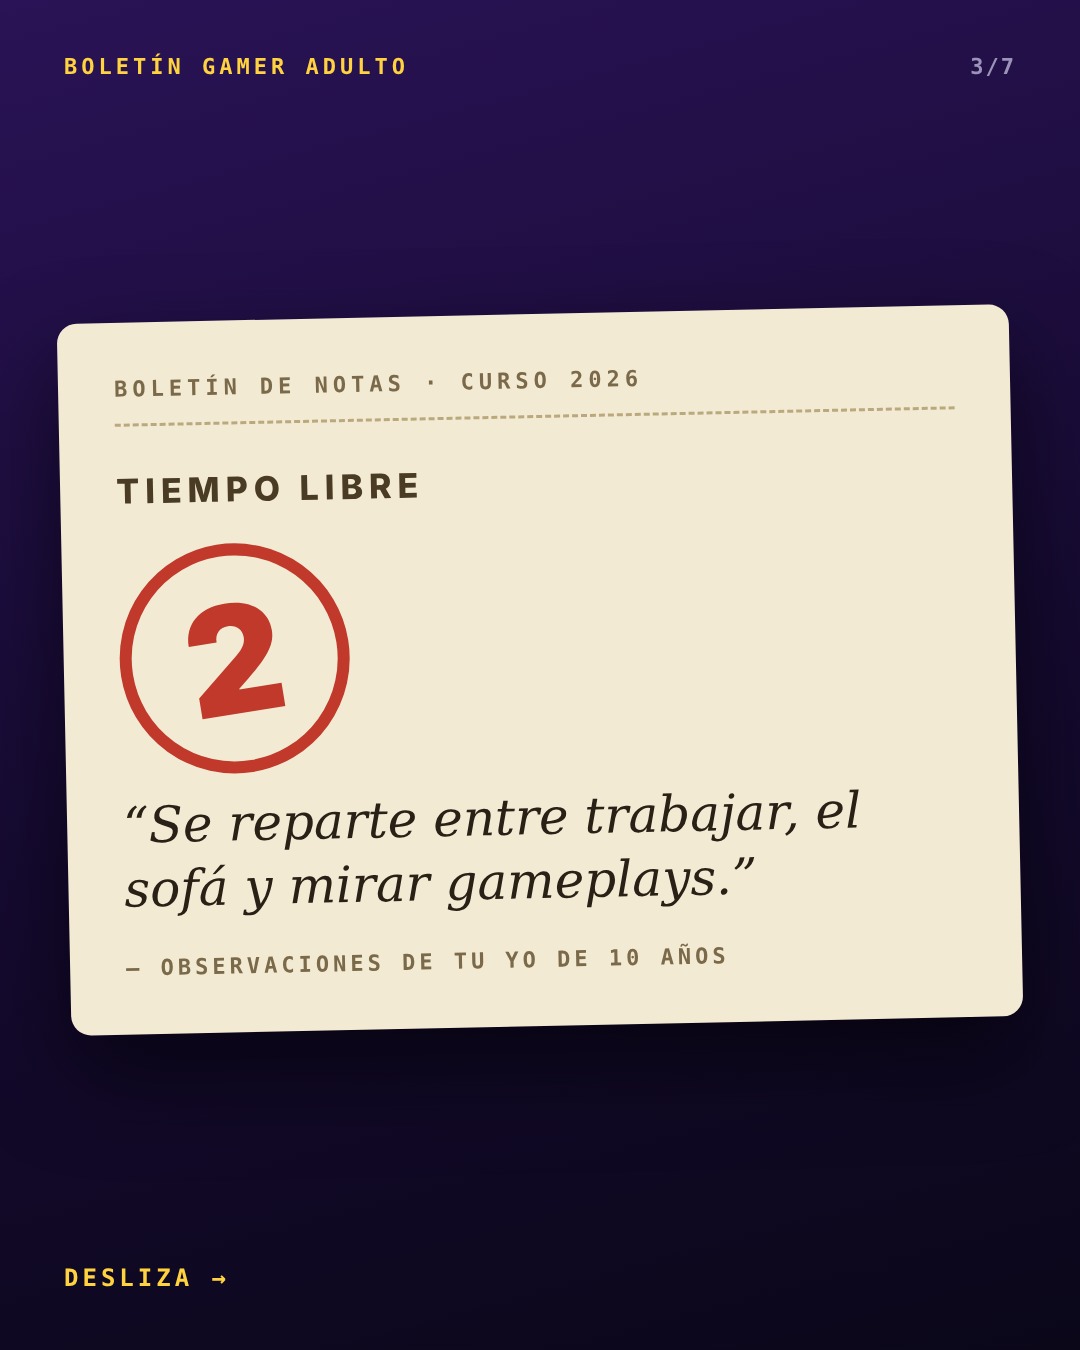 BOLETÍN GAMER ADULTO
3/7
BOLETÍN DE NOTAS · CURSO 2026
TIEMPO LIBRE
2
“Se reparte entre trabajar, el
sofá y mirar gameplays.”
— OBSERVACIONES DE TU YO DE 10 AÑOS
DESLIZA →